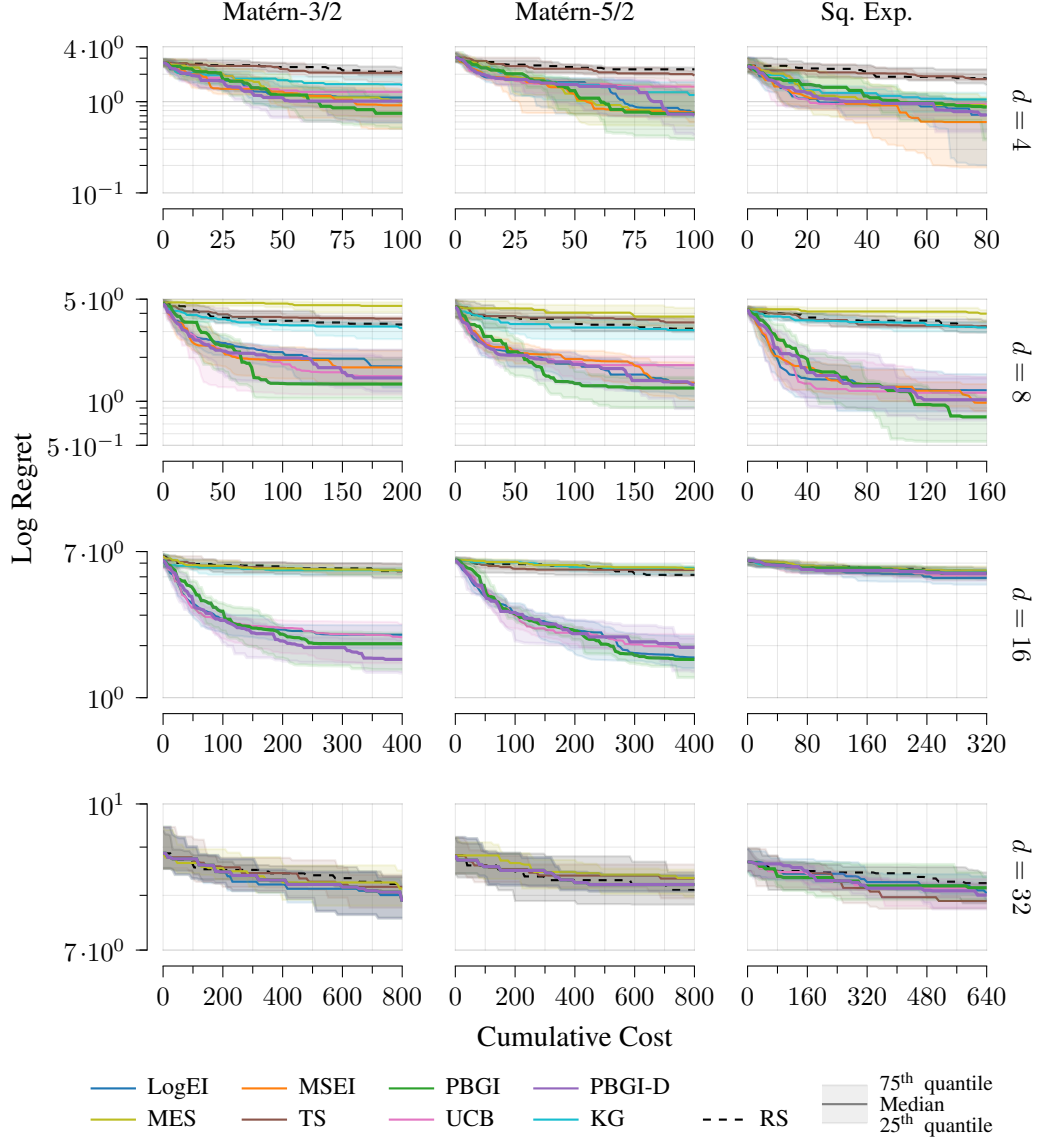 Matérn-3/2 Matérn-5/2 Sq. Exp.
4·10⁰
10⁰
10⁻¹
0 25 50 75 100 0 25 50 75 100 0 20 40 60 80
d = 4
5·10⁰
10⁰
5·10⁻¹
0 50 100 150 200 0 50 100 150 200 0 40 80 120 160
d = 8
Log Regret
7·10⁰
10⁰
0 100 200 300 400 0 100 200 300 400 0 80 160 240 320
d = 16
10¹
7·10⁰
0 200 400 600 800 0 200 400 600 800 0 160 320 480 640
d = 32
Cumulative Cost
LogEI MSEI PBGI PBGI-D
MES TS UCB KG RS
75th quantile
Median
25th quantile